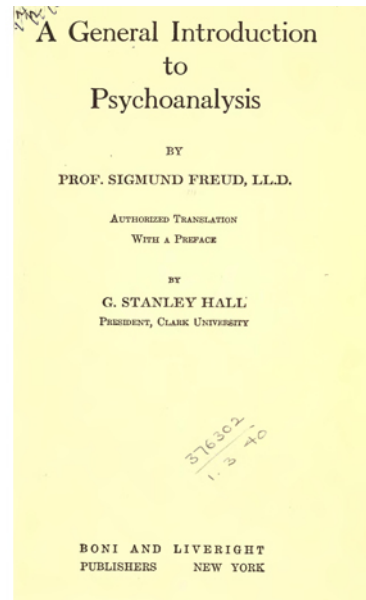 A General Introduction
to
Psychoanalysis
BY
PROF. SIGMUND FREUD, LL.D.
AUTHORIZED TRANSLATION
WITH A PREFACE
BY
G. STANLEY HALL
PRESIDENT, CLARK UNIVERSITY
376302
1. 3 40
BONI AND LIVERIGHT
PUBLISHERS NEW YORK